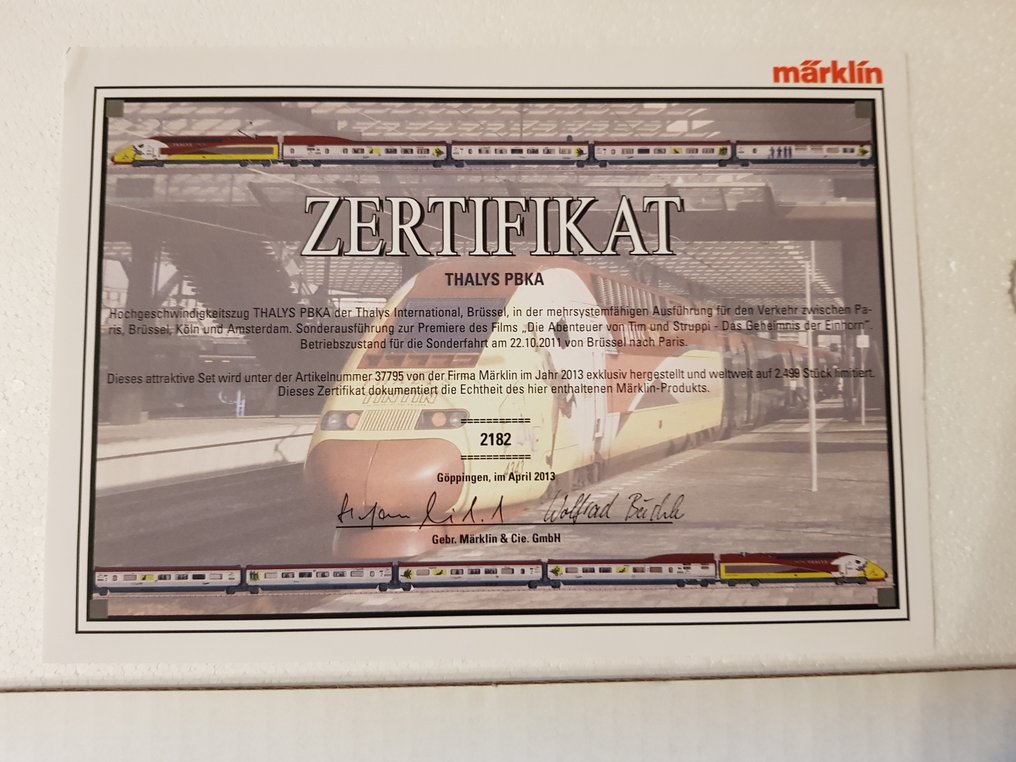 märklin
ZERTIFIKAT
THALYS PBKA
Hochgeschwindigkeitszug THALYS PBKA der Thalys International, Brüssel, in der mehrsystemfähigen Ausführung für den Verkehr zwischen Pa-
ris, Brüssel, Köln und Amsterdam. Sonderausführung zur Premiere des Films „Die Abenteuer von Tim und Struppi - Das Geheimnis der Einhorn“.
Betriebszustand für die Sonderfahrt am 22.10.2011 von Brüssel nach Paris.
Dieses attraktive Set wird unter der Artikelnummer 37795 von der Firma Märklin im Jahr 2013 exklusiv hergestellt und weltweit auf 2.499 Stück limitiert.
Dieses Zertifikat dokumentiert die Echtheit des hier enthaltenen Märklin-Produkts.
TINTIN
2182
4343
Göppingen, im April 2013
Wolfrad Bächle
Gebr. Märklin & Cie. GmbH